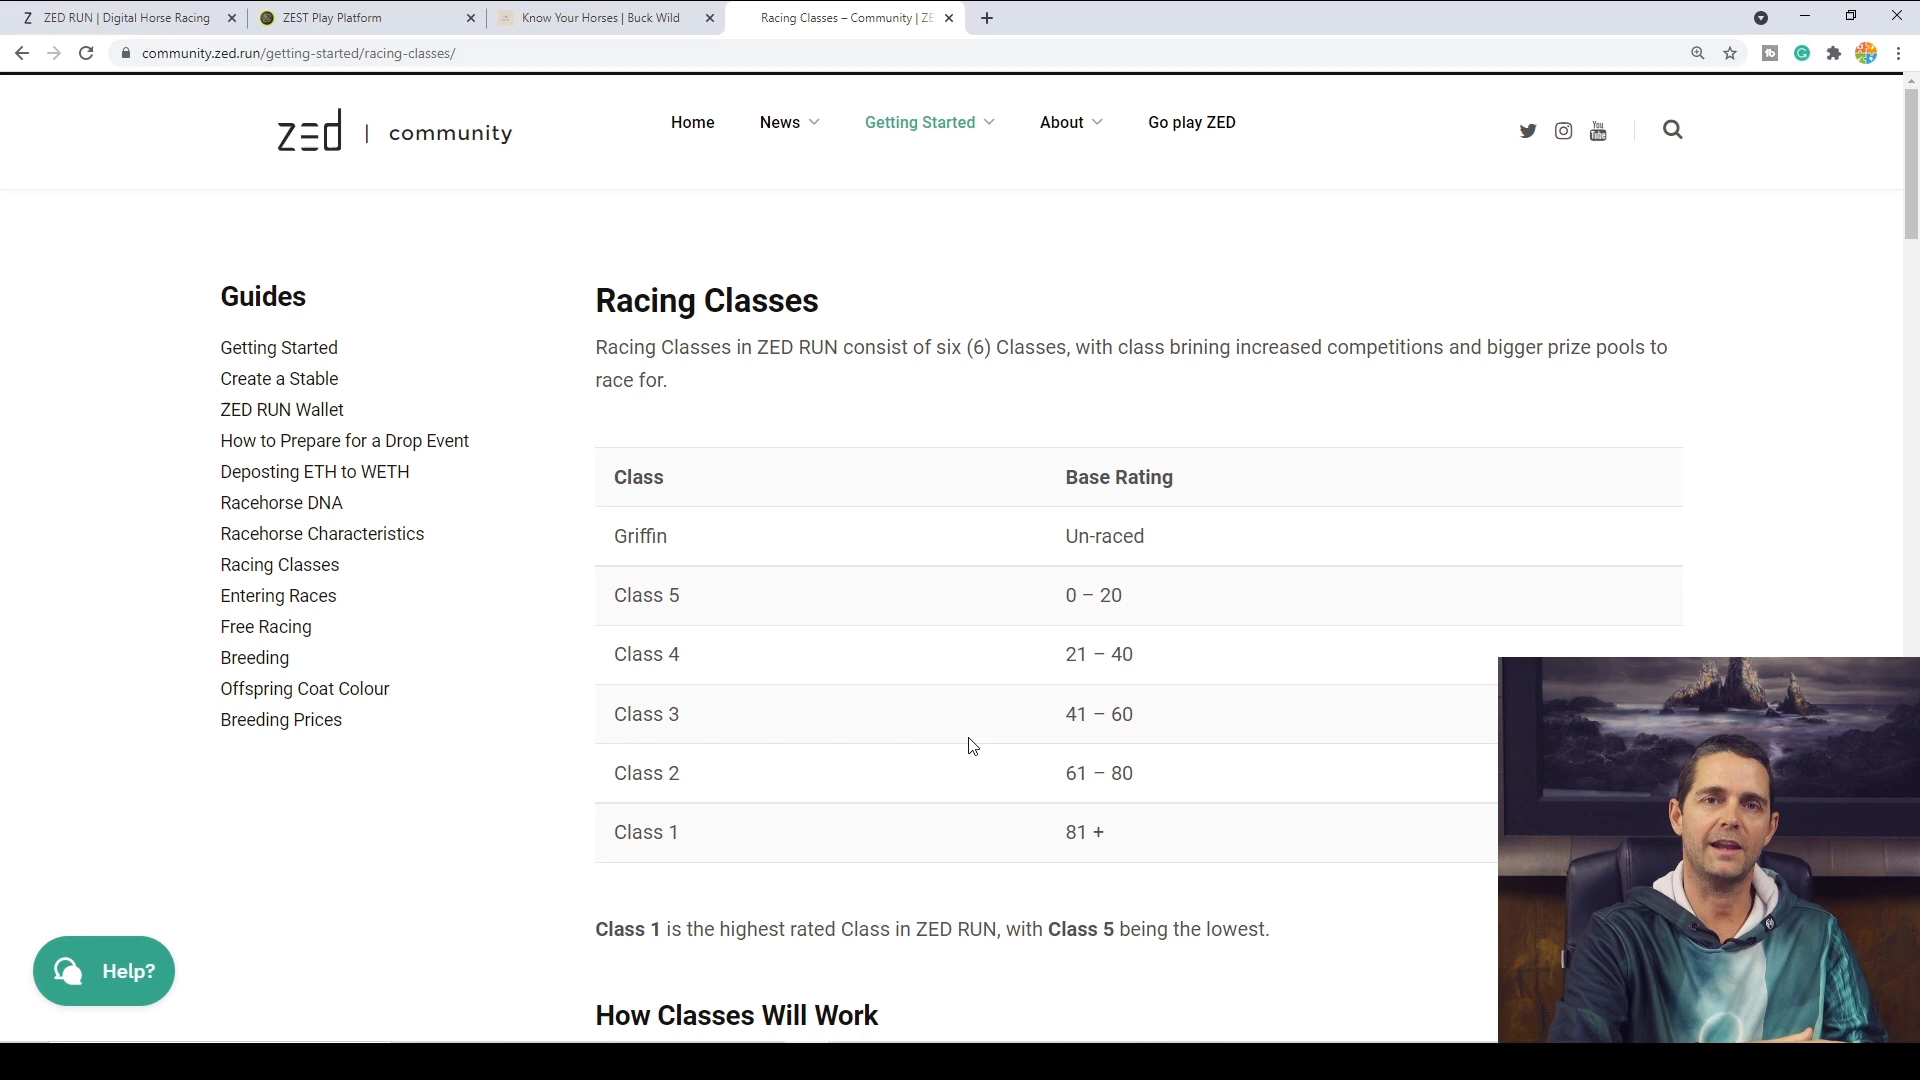 ZED RUN | Digital Horse Racing
ZEST Play Platform
Know Your Horses | Buck Wild
Racing Classes – Community | ZE
community.zed.run/getting-started/racing-classes/
zed | community
Home
News
Getting Started
About
Go play ZED
You Tube
Guides
Getting Started
Create a Stable
ZED RUN Wallet
How to Prepare for a Drop Event
Deposting ETH to WETH
Racehorse DNA
Racehorse Characteristics
Racing Classes
Entering Races
Free Racing
Breeding
Offspring Coat Colour
Breeding Prices
Racing Classes
Racing Classes in ZED RUN consist of six (6) Classes, with class brining increased competitions and bigger prize pools to
race for.
Class Base Rating
Griffin Un-raced
Class 5 0 – 20
Class 4 21 – 40
Class 3 41 – 60
Class 2 61 – 80
Class 1 81 +
Class 1 is the highest rated Class in ZED RUN, with Class 5 being the lowest.
How Classes Will Work
Help?